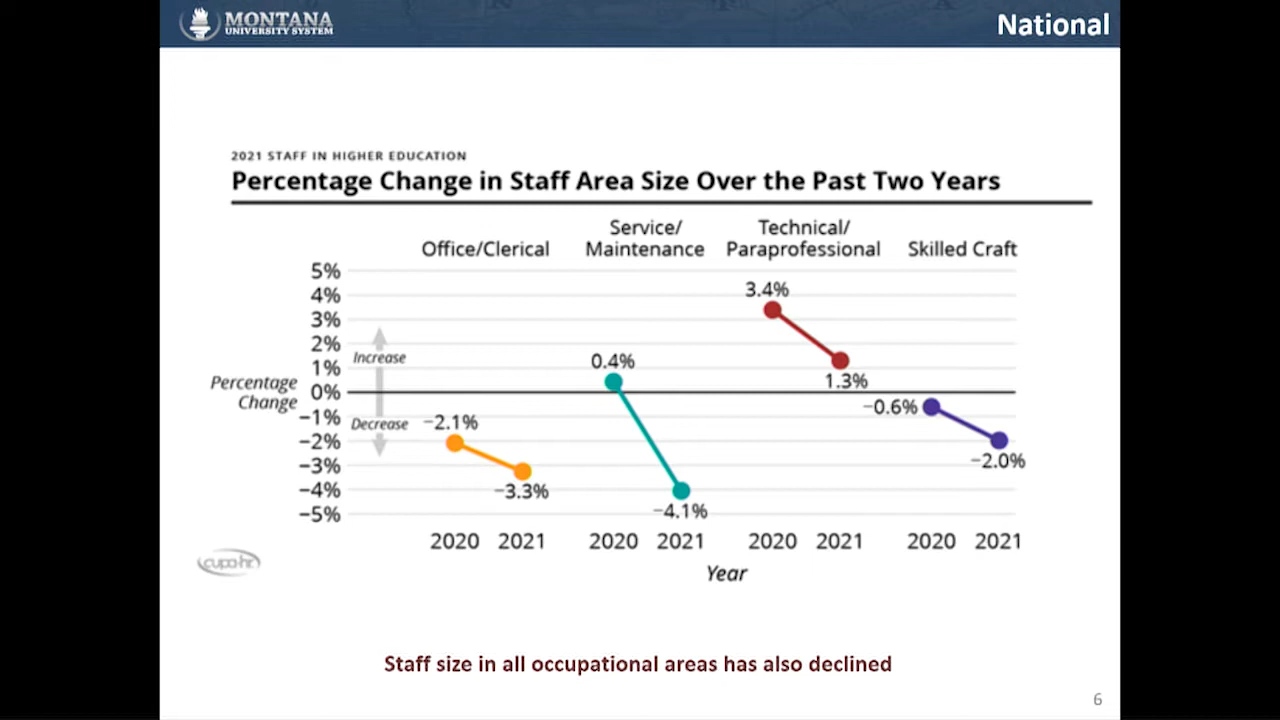 MONTANA
UNIVERSITY SYSTEM
National
2021 STAFF IN HIGHER EDUCATION
Percentage Change in Staff Area Size Over the Past Two Years
Office/Clerical
Service/
Maintenance
Technical/
Paraprofessional
Skilled Craft
5%
4%
3%
2%
1%
0%
−1%
−2%
−3%
−4%
−5%
Percentage
Change
Increase
Decrease
−2.1%
−3.3%
0.4%
−4.1%
3.4%
1.3%
−0.6%
−2.0%
2020 2021 2020 2021 2020 2021 2020 2021
Year
cupa-hr
Staff size in all occupational areas has also declined
6